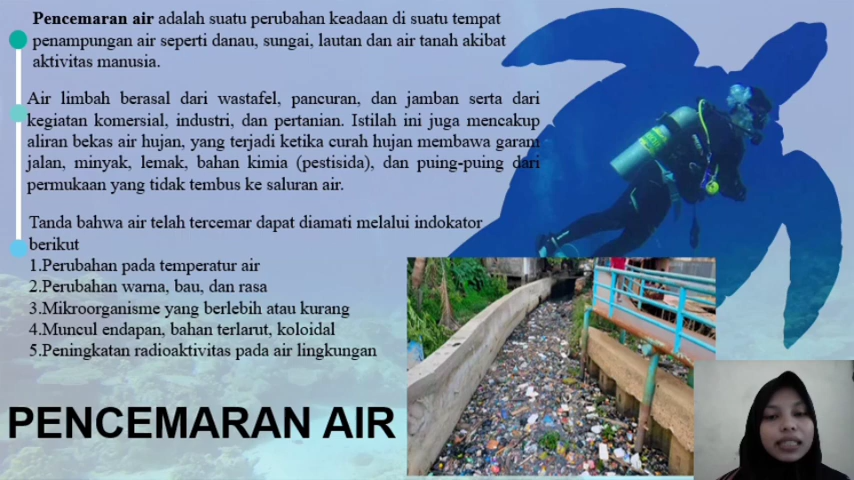 Pencemaran air adalah suatu perubahan keadaan di suatu tempat
penampungan air seperti danau, sungai, lautan dan air tanah akibat
aktivitas manusia.
Air limbah berasal dari wastafel, pancuran, dan jamban serta dari
kegiatan komersial, industri, dan pertanian. Istilah ini juga mencakup
aliran bekas air hujan, yang terjadi ketika curah hujan membawa garam
jalan, minyak, lemak, bahan kimia (pestisida), dan puing-puing dari
permukaan yang tidak tembus ke saluran air.
Tanda bahwa air telah tercemar dapat diamati melalui indokator
berikut
1.Perubahan pada temperatur air
2.Perubahan warna, bau, dan rasa
3.Mikroorganisme yang berlebih atau kurang
4.Muncul endapan, bahan terlarut, koloidal
5.Peningkatan radioaktivitas pada air lingkungan
PENCEMARAN AIR